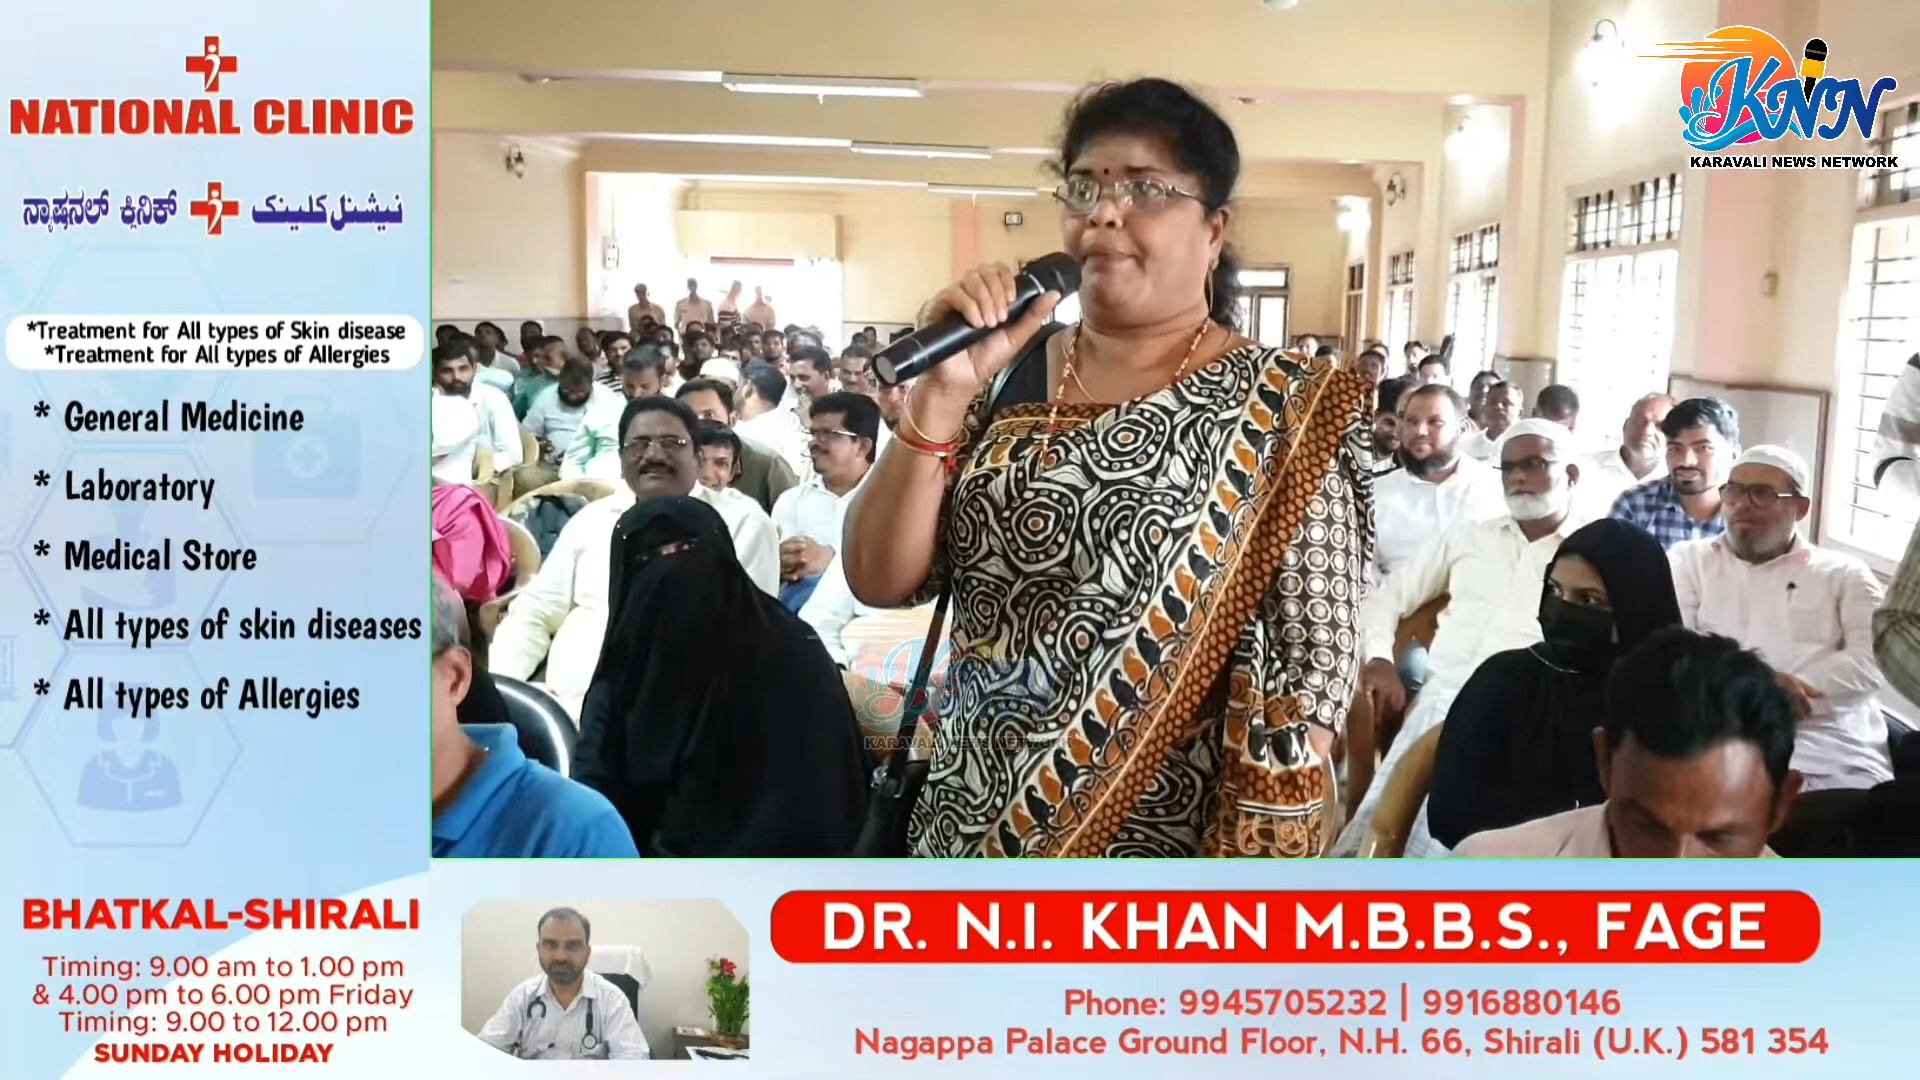 NATIONAL CLINIC
ನ್ಯಾಷನಲ್ ಕ್ಲಿನಿಕ್ نیشنل کلینک
*Treatment for All types of Skin disease
*Treatment for All types of Allergies
* General Medicine
* Laboratory
* Medical Store
* All types of skin diseases
* All types of Allergies
BHATKAL-SHIRALI
Timing: 9.00 am to 1.00 pm
& 4.00 pm to 6.00 pm Friday
Timing: 9.00 to 12.00 pm
SUNDAY HOLIDAY
KNN
KARAVALI NEWS NETWORK
KARAVALI NEWS NETWORK
DR. N.I. KHAN M.B.B.S., FAGE
Phone: 9945705232 | 9916880146
Nagappa Palace Ground Floor, N.H. 66, Shirali (U.K.) 581 354